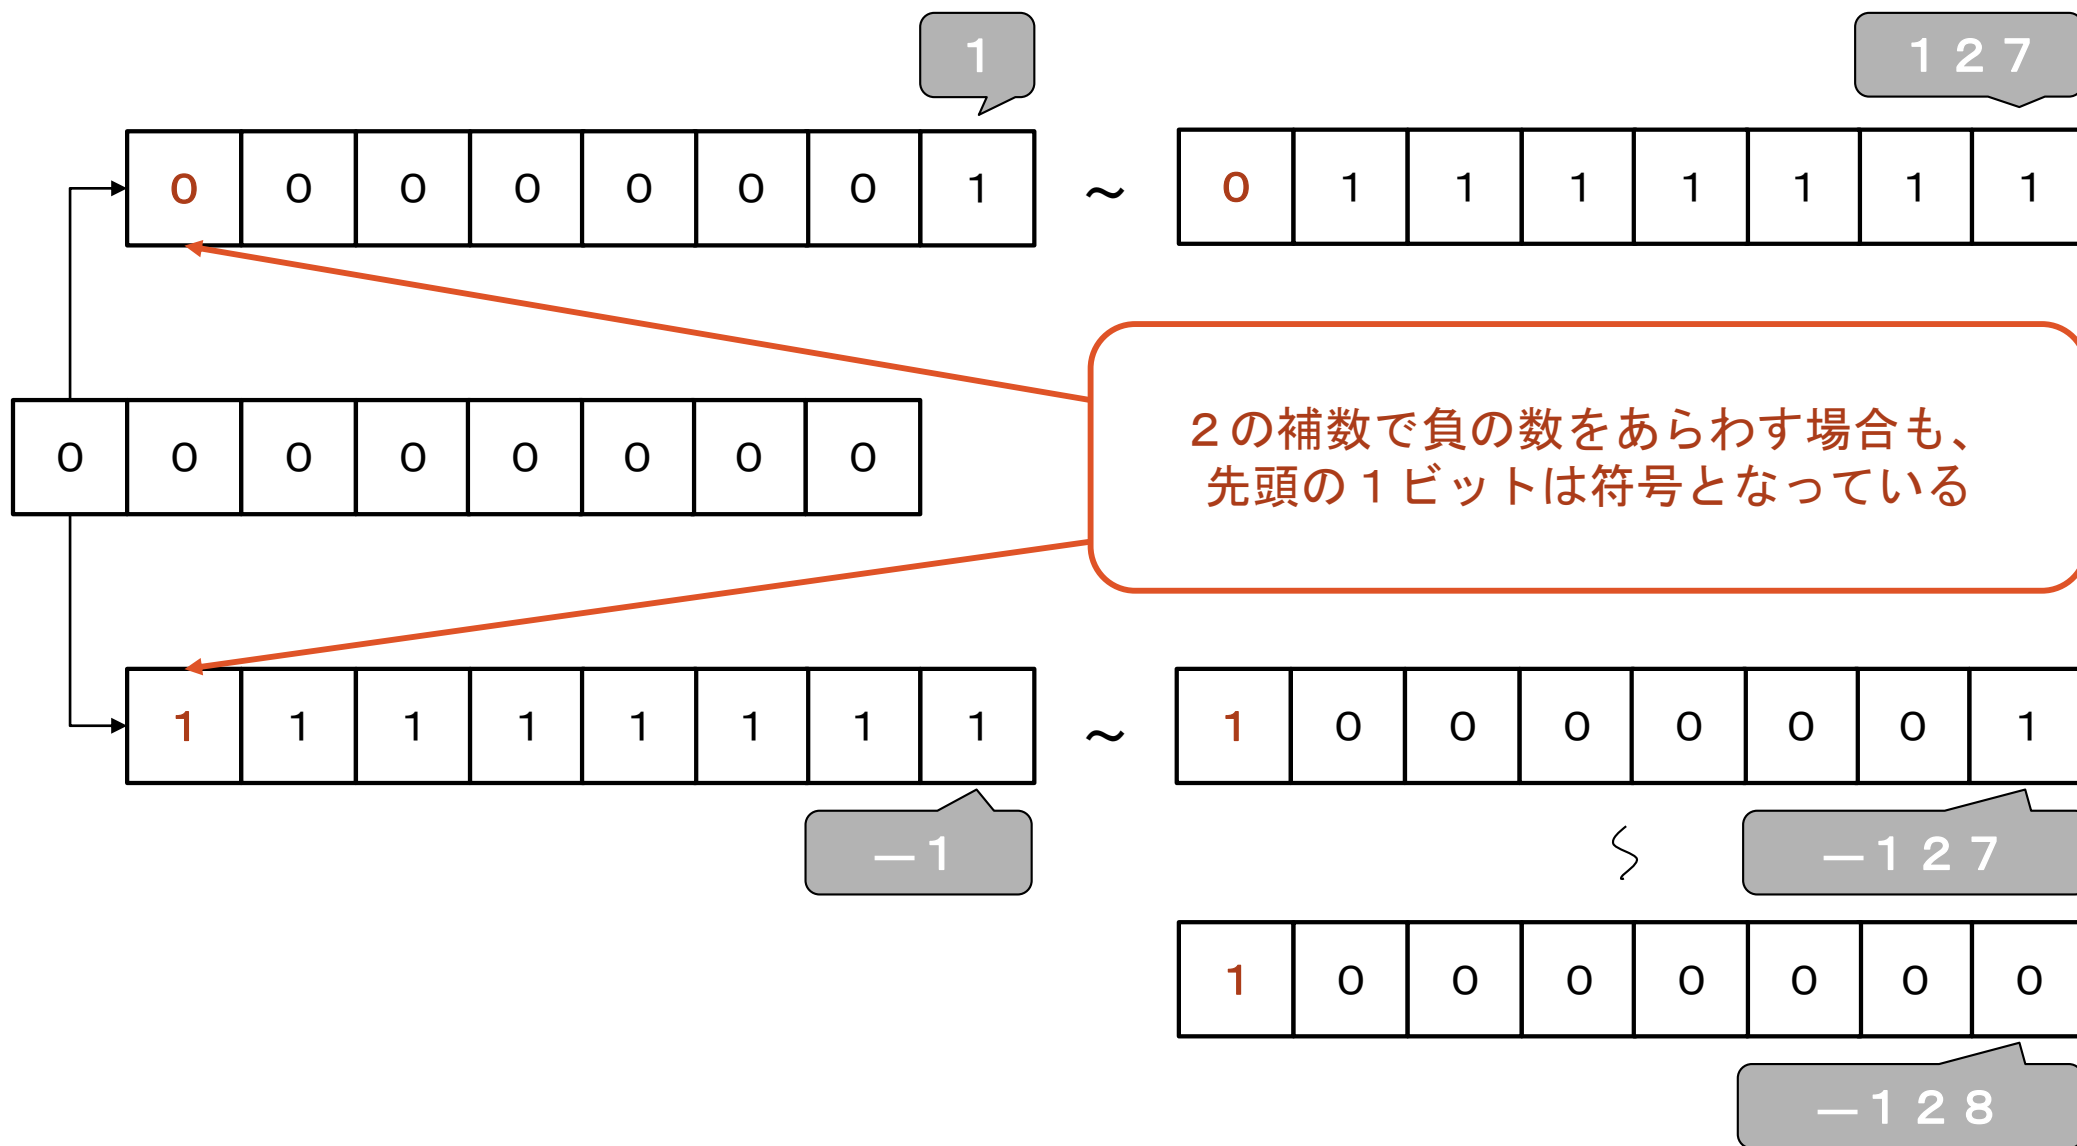 1
１２７
0 0 0 0 0 0 0 1 ～ 0 1 1 1 1 1 1 1
0 0 0 0 0 0 0 0
２の補数で負の数をあらわす場合も、
先頭の１ビットは符号となっている
1 1 1 1 1 1 1 1 ～ 1 0 0 0 0 0 0 1
―1
～
―１２７
1 0 0 0 0 0 0 0
―１２８